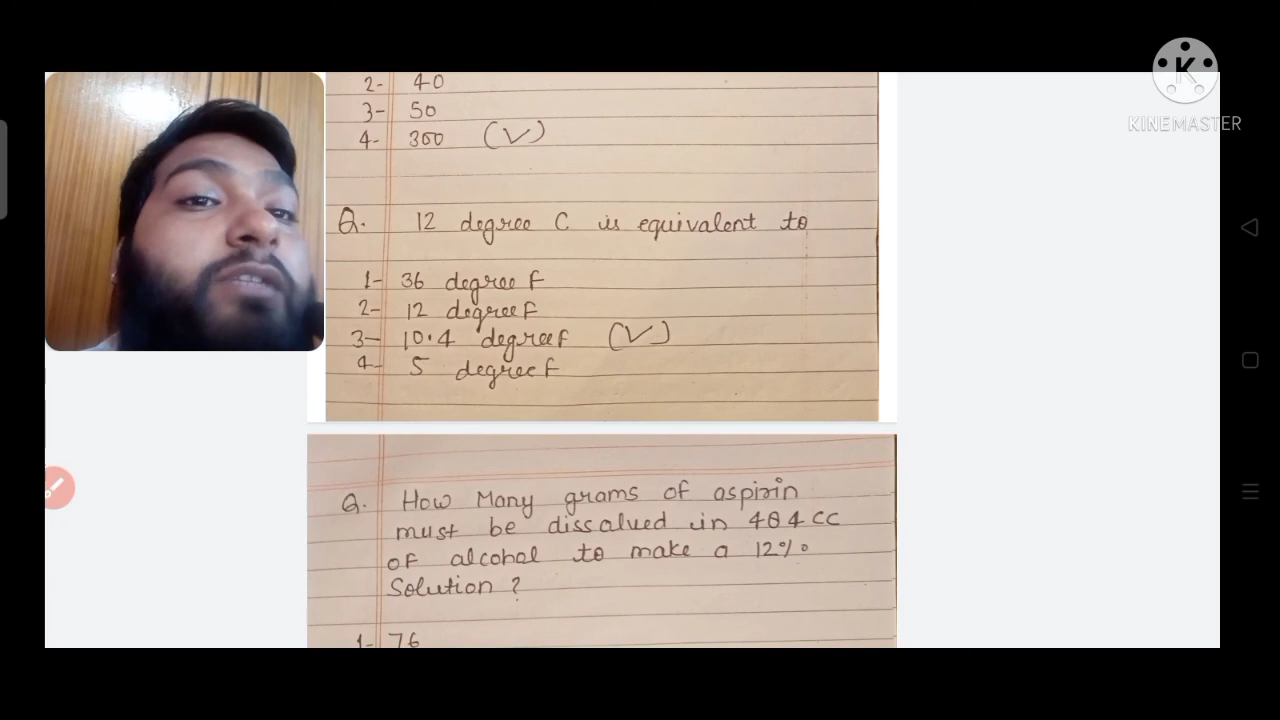 2- 40
3- 50
4- 300 (V)
Q. 12 degree C is equivalent to
1- 36 degree F
2- 12 degree F
3- 10.4 degree F (V)
4- 5 degree F
Q. How Many grams of aspirin
must be dissalued in 484 CC
of alcohol to make a 12%
Solution ?
1- 76
K
KINEMASTER